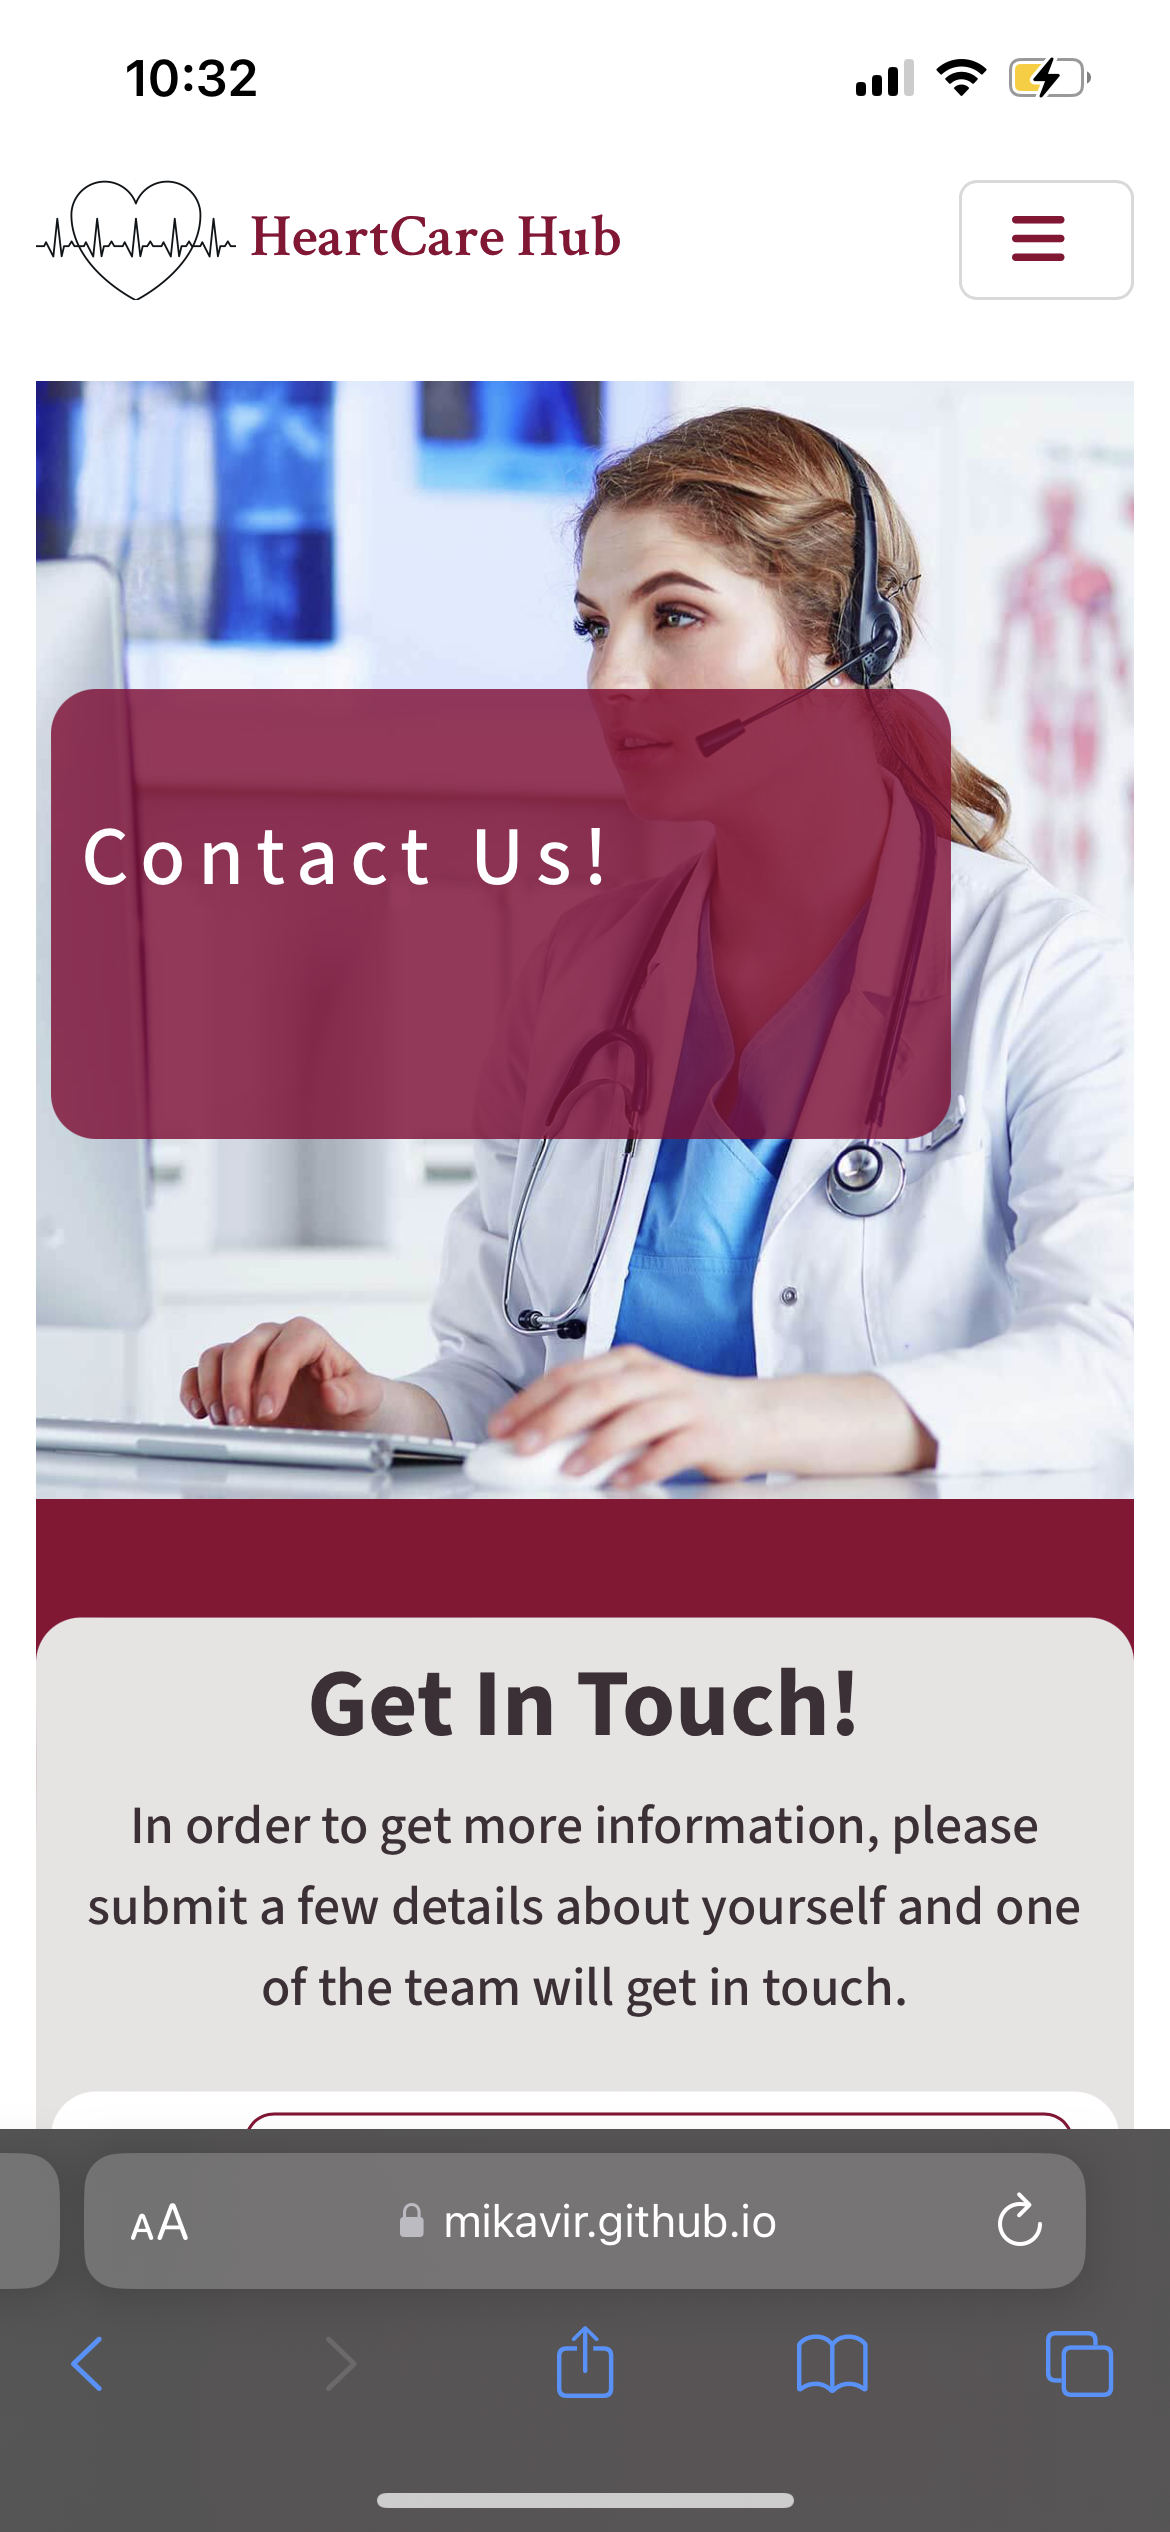 10:32
HeartCare Hub
Contact Us!
Get In Touch!
In order to get more information, please
submit a few details about yourself and one
of the team will get in touch.
AA
mikavir.github.io